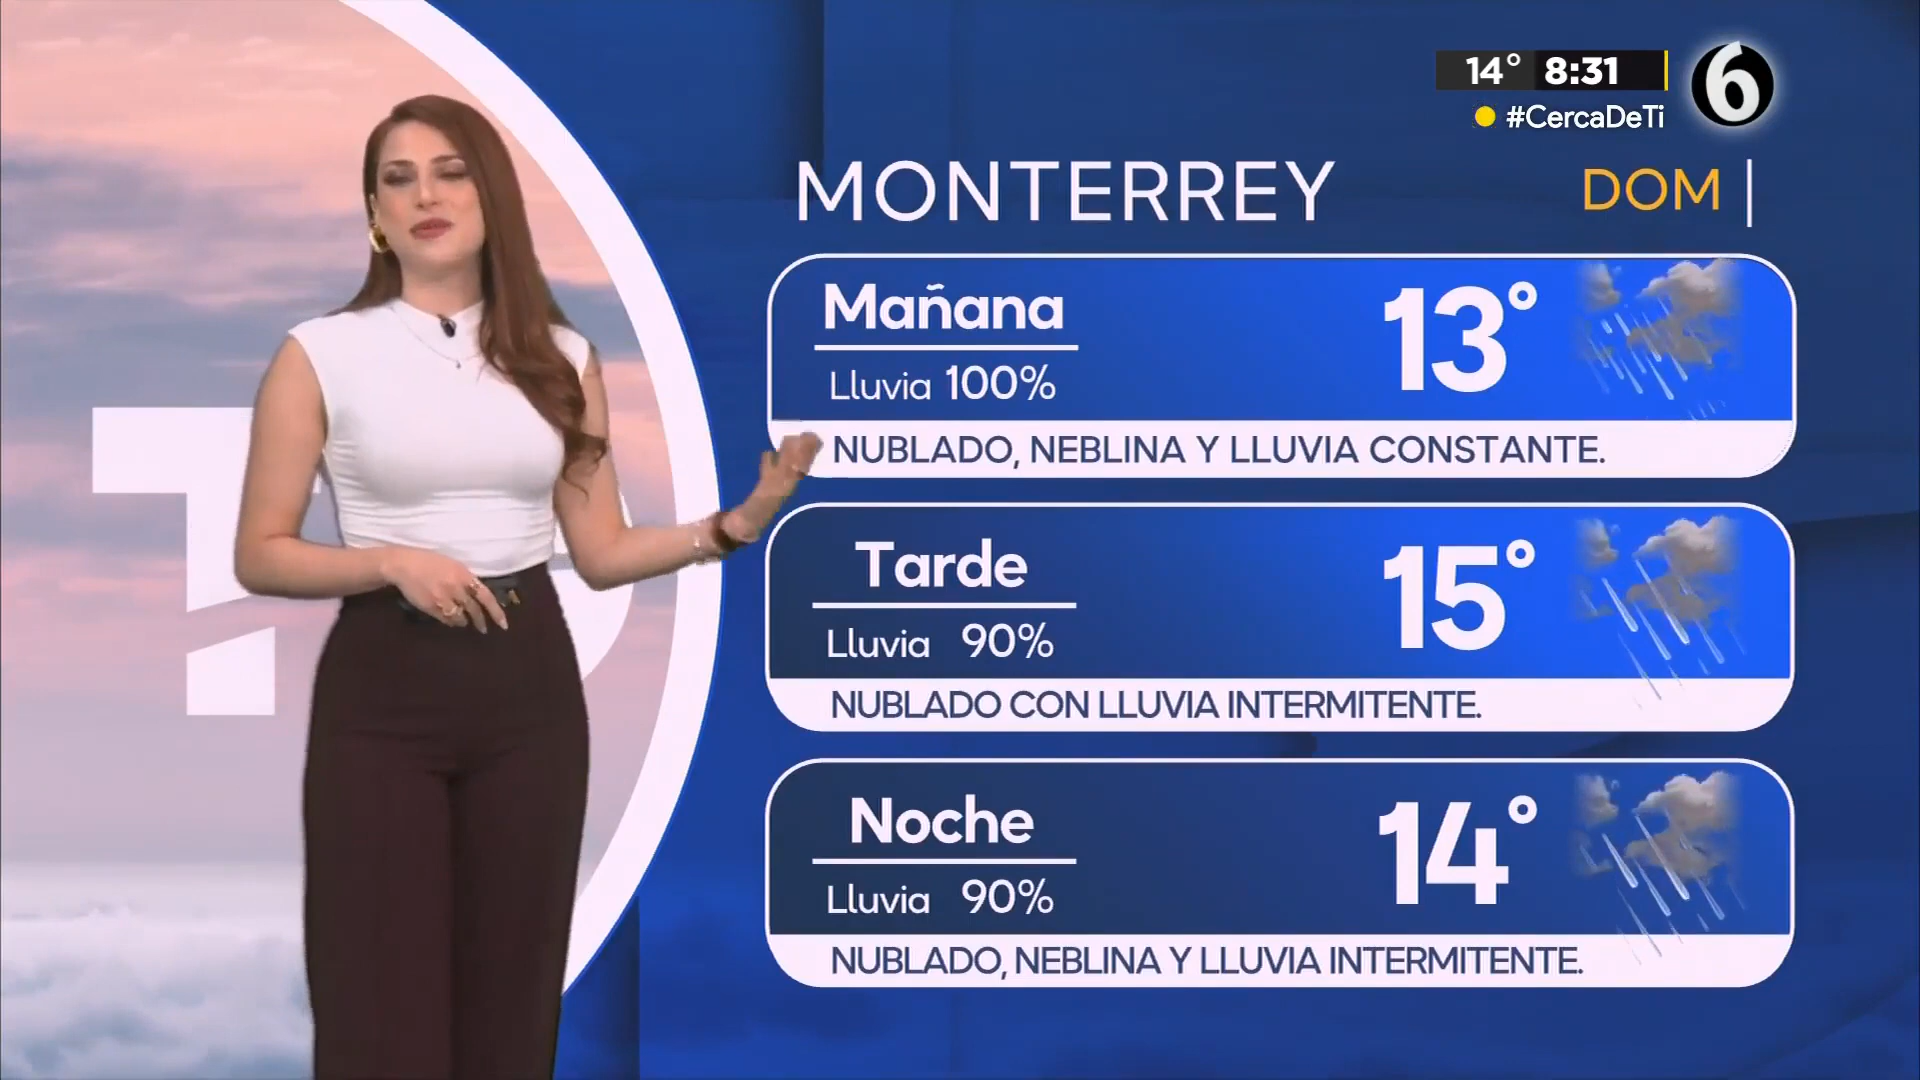 14° 8:31
6
#CercaDeTi
MONTERREY
DOM
Mañana
13°
Lluvia 100%
NUBLADO, NEBLINA Y LLUVIA CONSTANTE.
Tarde
15°
Lluvia 90%
NUBLADO CON LLUVIA INTERMITENTE.
Noche
14°
Lluvia 90%
NUBLADO, NEBLINA Y LLUVIA INTERMITENTE.